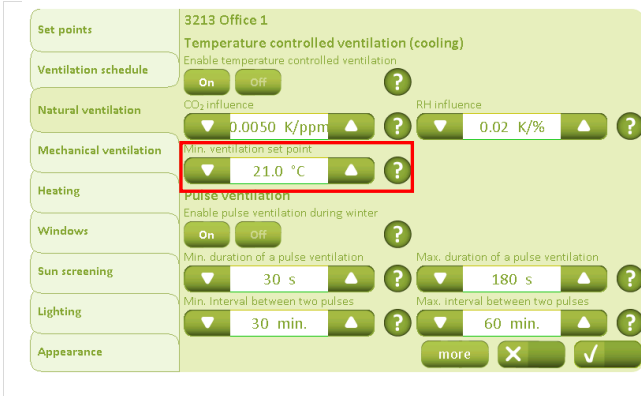 Set points
Ventilation schedule
Natural ventilation
Mechanical ventilation
Heating
Windows
Sun screening
Lighting
Appearance
3213 Office 1
Temperature controlled ventilation (cooling)
Enable temperature controlled ventilation
On Off ?
CO₂ influence RH influence
0.0050 K/ppm ? 0.02 K/% ?
Min. ventilation set point
21.0 °C ?
Pulse ventilation
Enable pulse ventilation during winter
On Off ?
Min. duration of a pulse ventilation Max. duration of a pulse ventilation
30 s ? 180 s ?
Min. Interval between two pulses Max. interval between two pulses
30 min. ? 60 min. ?
more